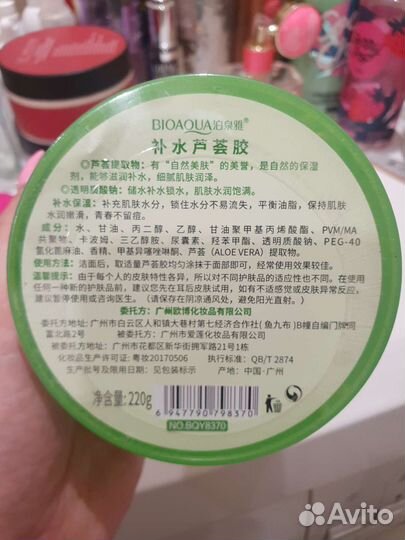 BIOAQUA泊泉雅®
补水芦荟胶
◎芦荟提取物：有“自然美肤”的美誉，是自然的保湿
剂，能够滋润补水，细腻肌肤润泽。
◎透明质酸钠：储水补水锁水，肌肤水润饱满。
补水保湿：补充肌肤水分，锁住水分不易流失，平衡油脂，保持肌肤
水润嫩滑，青春不留痕。
成分：水、甘油、丙二醇、乙醇、甘油聚甲基丙烯酸酯、PVM/MA
共聚物、卡波姆、三乙醇胺、尿囊素、羟苯甲酯、透明质酸钠、PEG-40
氢化蓖麻油、香精、甲基异噻唑啉酮、芦荟（ALOE VERA）提取物。
使用方法：洁面后，取适量芦荟胶均匀涂抹于面部即可，经常使用效果较佳。
温馨提示：由于每个人的皮肤特性各异，所以对不同护肤品的适应性也不同。在使用
任何一种新的护肤品前，建议您先在耳后皮肤试用，如有不适感觉或皮肤异常反应，
建议暂停使用或咨询医生。（请存在阴凉通风处，避免阳光直射。）
委托方：广州欧博化妆品有限公司
委托方地址：广州市白云区人和镇大巷村第七经济合作社（鱼九布）B幢自编门牌同
富北路2号
被委托方：广州市爱莲化妆品有限公司
被委托方地址：广州市花都区新华街拥军路21号1栋
化妆品生产许可证号：粤妆20170506
执行标准：QB/T 2874
生产批号及限用日期：见包装标示
产地：中国·广州
净含量：220g
6 947790 798370
NO.BQY8370
Avito